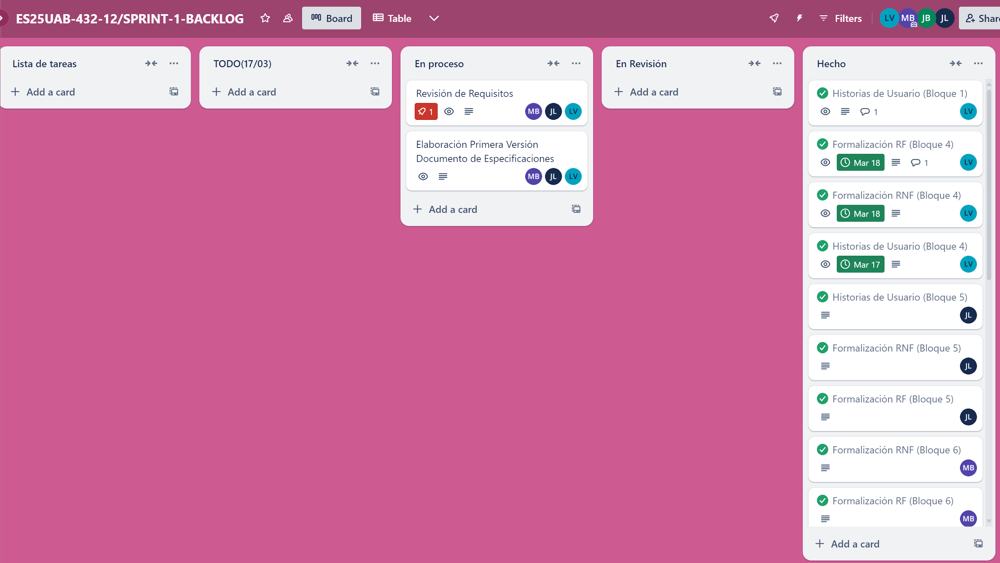 ES25UAB-432-12/SPRINT-1-BACKLOG
Board
Table
Filters
LV
MB
JB
JL
Share
Lista de tareas
Add a card
TODO(17/03)
Add a card
En proceso
Revisión de Requisitos
1
MB
JL
LV
Elaboración Primera Versión
Documento de Especificaciones
MB
JL
LV
Add a card
En Revisión
Add a card
Hecho
Historias de Usuario (Bloque 1)
1
LV
Formalización RF (Bloque 4)
Mar 18
1
LV
Formalización RNF (Bloque 4)
Mar 18
LV
Historias de Usuario (Bloque 4)
Mar 17
LV
Historias de Usuario (Bloque 5)
JL
Formalización RNF (Bloque 5)
JL
Formalización RF (Bloque 5)
JL
Formalización RNF (Bloque 6)
MB
Formalización RF (Bloque 6)
MB
Add a card